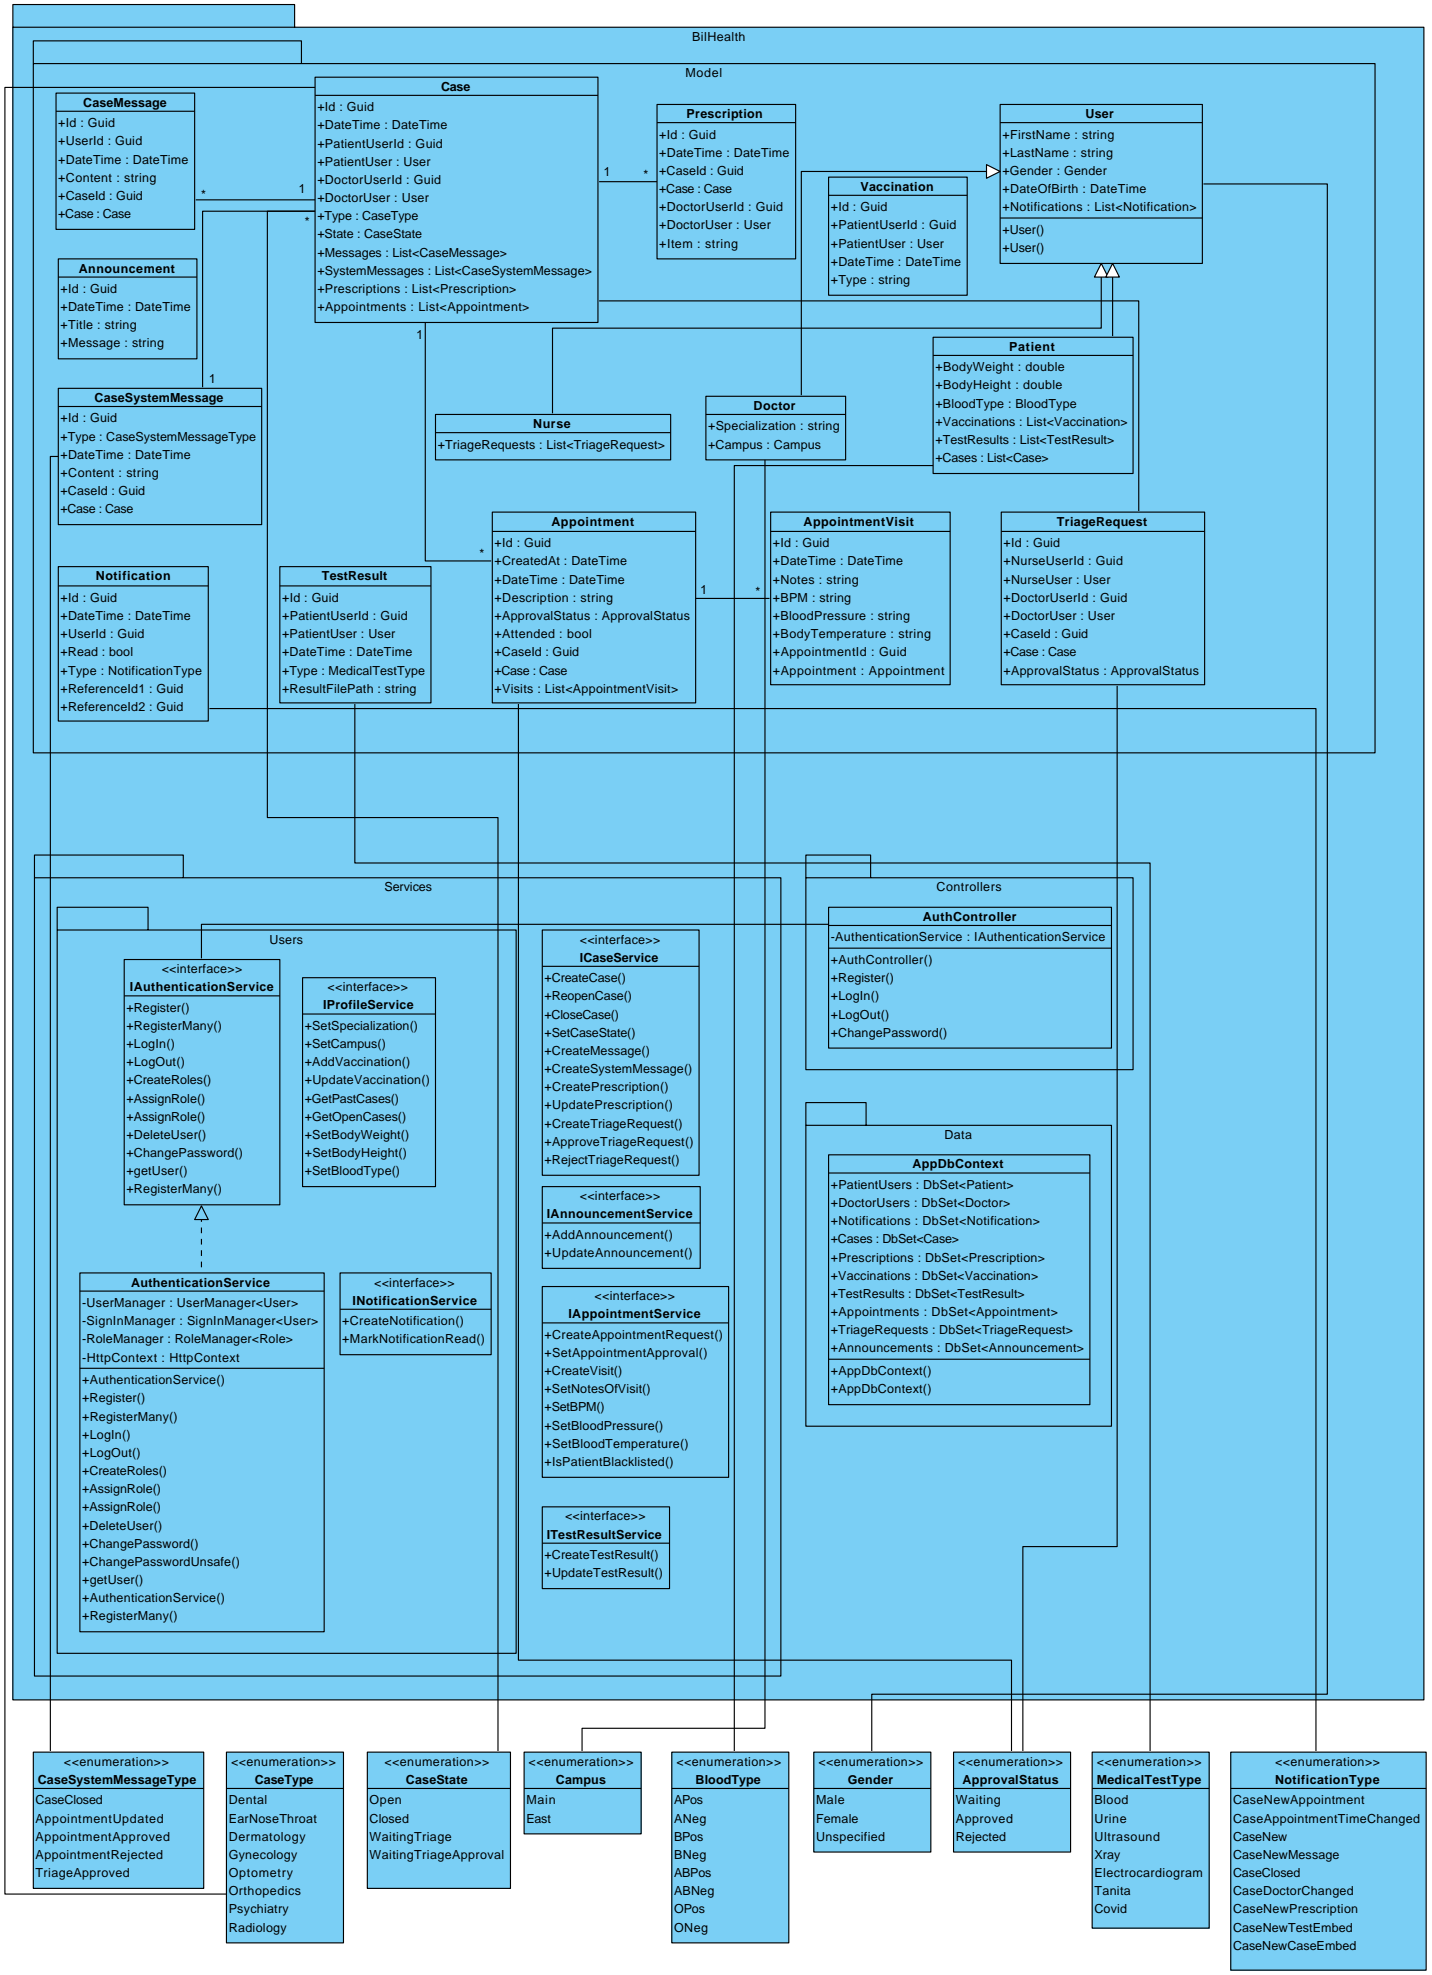 BilHealth
Model
Case
+Id : Guid
+DateTime : DateTime
+PatientUserId : Guid
+PatientUser : User
+DoctorUserId : Guid
+DoctorUser : User
+Type : CaseType
+State : CaseState
+Messages : List<CaseMessage>
+SystemMessages : List<CaseSystemMessage>
+Prescriptions : List<Prescription>
+Appointments : List<Appointment>
CaseMessage
+Id : Guid
+UserId : Guid
+DateTime : DateTime
+Content : string
+CaseId : Guid
+Case : Case
*
1
*
1
*
Prescription
+Id : Guid
+DateTime : DateTime
+CaseId : Guid
+Case : Case
+DoctorUserId : Guid
+DoctorUser : User
+Item : string
User
+FirstName : string
+LastName : string
+Gender : Gender
+DateOfBirth : DateTime
+Notifications : List<Notification>
+User()
+User()
Vaccination
+Id : Guid
+PatientUserId : Guid
+PatientUser : User
+DateTime : DateTime
+Type : string
Announcement
+Id : Guid
+DateTime : DateTime
+Title : string
+Message : string
1
1
Patient
+BodyWeight : double
+BodyHeight : double
+BloodType : BloodType
+Vaccinations : List<Vaccination>
+TestResults : List<TestResult>
+Cases : List<Case>
CaseSystemMessage
+Id : Guid
+Type : CaseSystemMessageType
+DateTime : DateTime
+Content : string
+CaseId : Guid
+Case : Case
Nurse
+TriageRequests : List<TriageRequest>
Doctor
+Specialization : string
+Campus : Campus
Appointment
+Id : Guid
+CreatedAt : DateTime
+DateTime : DateTime
+Description : string
+ApprovalStatus : ApprovalStatus
+Attended : bool
+CaseId : Guid
+Case : Case
+Visits : List<AppointmentVisit>
*
1
*
AppointmentVisit
+Id : Guid
+DateTime : DateTime
+Notes : string
+BPM : string
+BloodPressure : string
+BodyTemperature : string
+AppointmentId : Guid
+Appointment : Appointment
TriageRequest
+Id : Guid
+NurseUserId : Guid
+NurseUser : User
+DoctorUserId : Guid
+DoctorUser : User
+CaseId : Guid
+Case : Case
+ApprovalStatus : ApprovalStatus
Notification
+Id : Guid
+DateTime : DateTime
+UserId : Guid
+Read : bool
+Type : NotificationType
+ReferenceId1 : Guid
+ReferenceId2 : Guid
TestResult
+Id : Guid
+PatientUserId : Guid
+PatientUser : User
+DateTime : DateTime
+Type : MedicalTestType
+ResultFilePath : string
Services
Users
<<interface>>
IAuthenticationService
+Register()
+RegisterMany()
+LogIn()
+LogOut()
+CreateRoles()
+AssignRole()
+AssignRole()
+DeleteUser()
+ChangePassword()
+getUser()
+RegisterMany()
<<interface>>
IProfileService
+SetSpecialization()
+SetCampus()
+AddVaccination()
+UpdateVaccination()
+GetPastCases()
+GetOpenCases()
+SetBodyWeight()
+SetBodyHeight()
+SetBloodType()
AuthenticationService
-UserManager : UserManager<User>
-SignInManager : SignInManager<User>
-RoleManager : RoleManager<Role>
-HttpContext : HttpContext
+AuthenticationService()
+Register()
+RegisterMany()
+LogIn()
+LogOut()
+CreateRoles()
+AssignRole()
+AssignRole()
+DeleteUser()
+ChangePassword()
+ChangePasswordUnsafe()
+getUser()
+AuthenticationService()
+RegisterMany()
<<interface>>
INotificationService
+CreateNotification()
+MarkNotificationRead()
<<interface>>
ICaseService
+CreateCase()
+ReopenCase()
+CloseCase()
+SetCaseState()
+CreateMessage()
+CreateSystemMessage()
+CreatePrescription()
+UpdatePrescription()
+CreateTriageRequest()
+ApproveTriageRequest()
+RejectTriageRequest()
<<interface>>
IAnnouncementService
+AddAnnouncement()
+UpdateAnnouncement()
<<interface>>
IAppointmentService
+CreateAppointmentRequest()
+SetAppointmentApproval()
+CreateVisit()
+SetNotesOfVisit()
+SetBPM()
+SetBloodPressure()
+SetBloodTemperature()
+IsPatientBlacklisted()
<<interface>>
ITestResultService
+CreateTestResult()
+UpdateTestResult()
Controllers
AuthController
-AuthenticationService : IAuthenticationService
+AuthController()
+Register()
+LogIn()
+LogOut()
+ChangePassword()
Data
AppDbContext
+PatientUsers : DbSet<Patient>
+DoctorUsers : DbSet<Doctor>
+Notifications : DbSet<Notification>
+Cases : DbSet<Case>
+Prescriptions : DbSet<Prescription>
+Vaccinations : DbSet<Vaccination>
+TestResults : DbSet<TestResult>
+Appointments : DbSet<Appointment>
+TriageRequests : DbSet<TriageRequest>
+Announcements : DbSet<Announcement>
+AppDbContext()
+AppDbContext()
<<enumeration>>
CaseSystemMessageType
CaseClosed
AppointmentUpdated
AppointmentApproved
AppointmentRejected
TriageApproved
<<enumeration>>
CaseType
Dental
EarNoseThroat
Dermatology
Gynecology
Optometry
Orthopedics
Psychiatry
Radiology
<<enumeration>>
CaseState
Open
Closed
WaitingTriage
WaitingTriageApproval
<<enumeration>>
Campus
Main
East
<<enumeration>>
BloodType
APos
ANeg
BPos
BNeg
ABPos
ABNeg
OPos
ONeg
<<enumeration>>
Gender
Male
Female
Unspecified
<<enumeration>>
ApprovalStatus
Waiting
Approved
Rejected
<<enumeration>>
MedicalTestType
Blood
Urine
Ultrasound
Xray
Electrocardiogram
Tanita
Covid
<<enumeration>>
NotificationType
CaseNewAppointment
CaseAppointmentTimeChanged
CaseNew
CaseNewMessage
CaseClosed
CaseDoctorChanged
CaseNewPrescription
CaseNewTestEmbed
CaseNewCaseEmbed